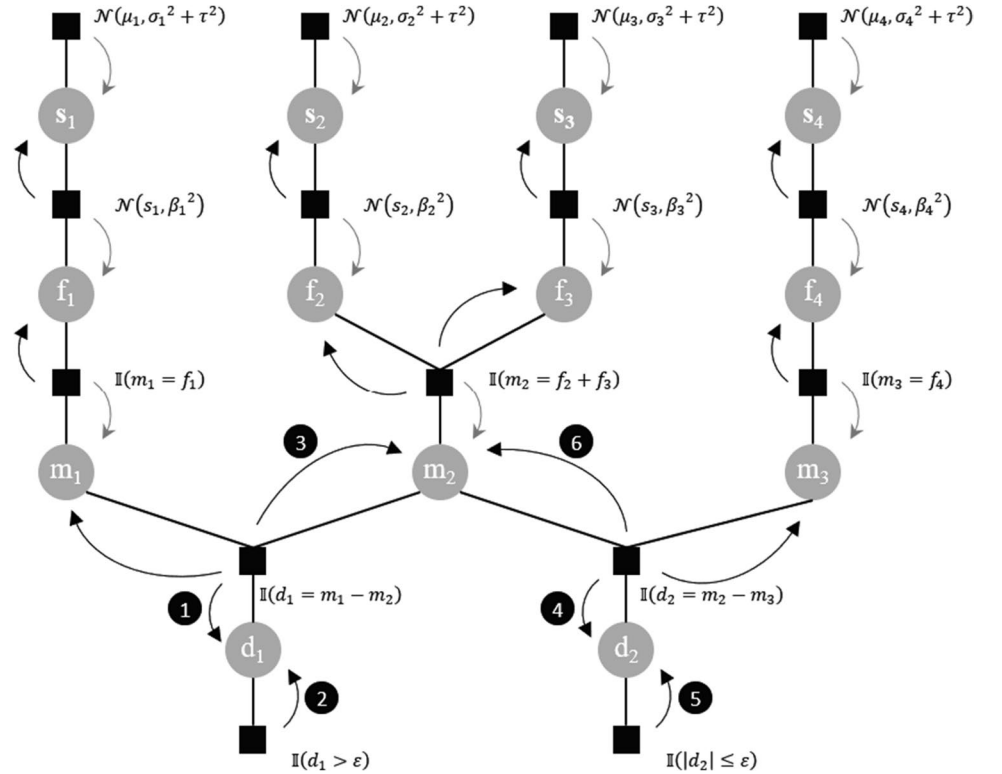 𝒩(μ₁, σ₁² + τ²)
𝒩(μ₂, σ₂² + τ²)
𝒩(μ₃, σ₃² + τ²)
𝒩(μ₄, σ₄² + τ²)
s₁
s₂
s₃
s₄
𝒩(s₁, β₁²)
𝒩(s₂, β₂²)
𝒩(s₃, β₃²)
𝒩(s₄, β₄²)
f₁
f₂
f₃
f₄
𝕀(m₁ = f₁)
𝕀(m₂ = f₂ + f₃)
𝕀(m₃ = f₄)
3
6
m₁
m₂
m₃
𝕀(d₁ = m₁ − m₂)
𝕀(d₂ = m₂ − m₃)
1
4
d₁
d₂
2
5
𝕀(d₁ > ε)
𝕀(|d₂| ≤ ε)